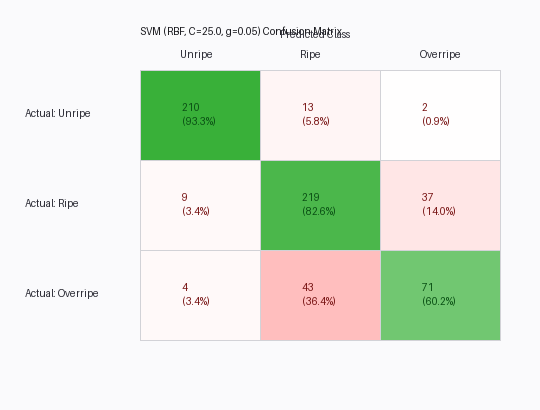 SVM (RBF, C=25.0, g=0.05) Confusion Matrix
Predicted Class
Unripe Ripe Overripe
Actual: Unripe 210 13 2
(93.3%) (5.8%) (0.9%)
Actual: Ripe 9 219 37
(3.4%) (82.6%) (14.0%)
Actual: Overripe 4 43 71
(3.4%) (36.4%) (60.2%)